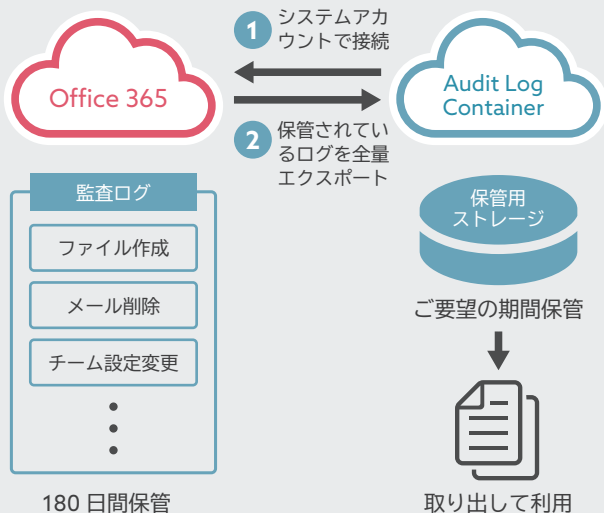 1
システムアカ
ウントで接続
Office 365
Audit Log
Container
2
保管されてい
るログを全量
エクスポート
監査ログ
ファイル作成
メール削除
チーム設定変更
180 日間保管
保管用
ストレージ
ご要望の期間保管
取り出して利用